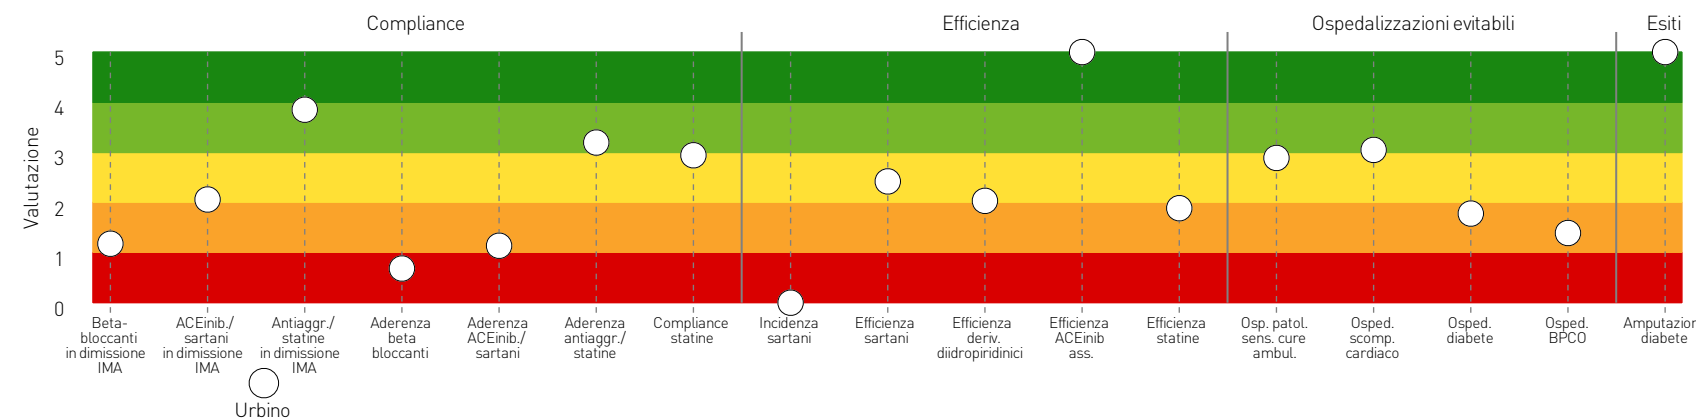 Compliance
Efficienza
Ospedalizzazioni evitabili
Esiti
Valutazione
5
4
3
2
1
0
Beta-
bloccanti
in dimissione
IMA
ACEinib./
sartani
in dimissione
IMA
Antiaggr./
statine
in dimissione
IMA
Aderenza
beta
bloccanti
Aderenza
ACEinib./
sartani
Aderenza
antiaggr./
statine
Compliance
statine
Incidenza
sartani
Efficienza
sartani
Efficienza
deriv.
diidropiridinici
Efficienza
ACEinib
ass.
Efficienza
statine
Osp. patol.
sens. cure
ambul.
Osped.
scomp.
cardiaco
Osped.
diabete
Osped.
BPCO
Amputazior
diabete
Urbino